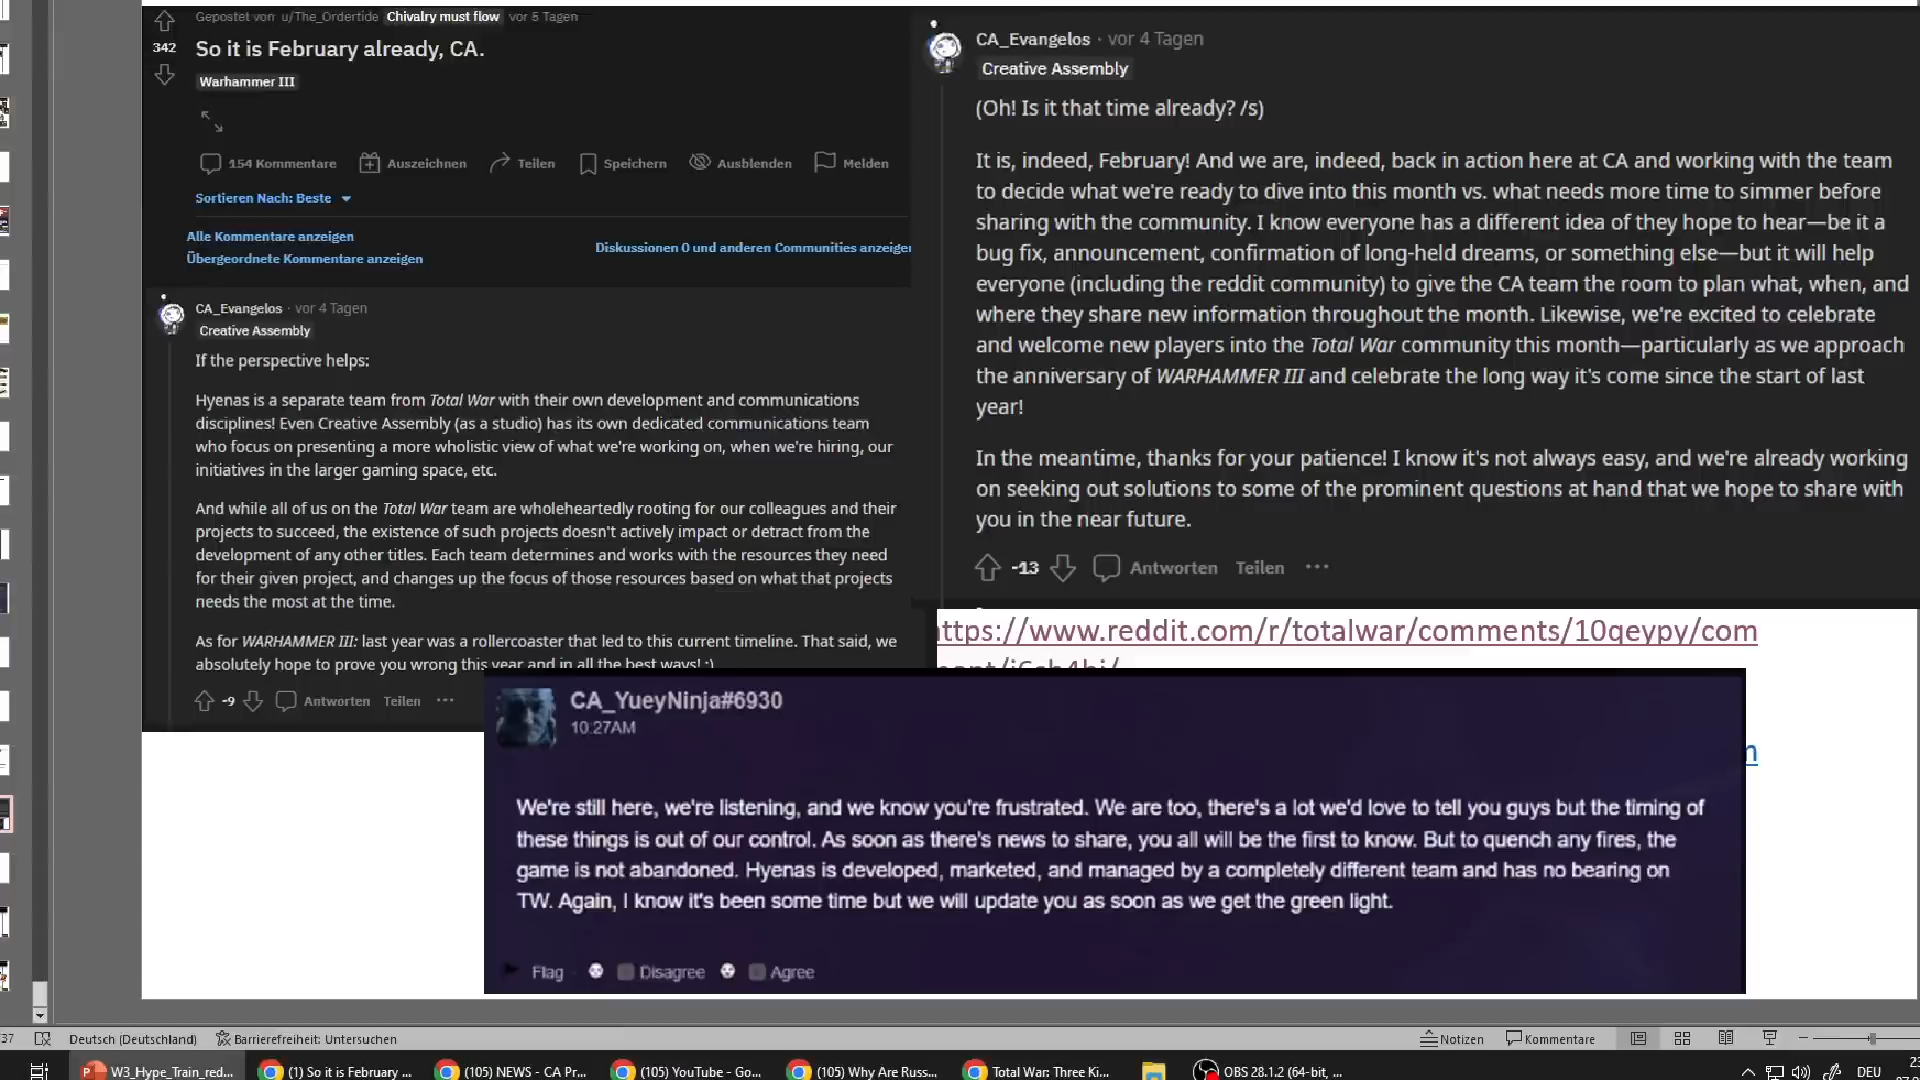 Gepostet von u/The_Ordertide Chivalry must flow vor 5 Tagen
342
So it is February already, CA.
Warhammer III
154 Kommentare Auszeichnen Teilen Speichern Ausblenden Melden
Sortieren Nach: Beste
Alle Kommentare anzeigen
Übergeordnete Kommentare anzeigen
Diskussionen 0 und anderen Communities anzeigen
CA_Evangelos · vor 4 Tagen
Creative Assembly
If the perspective helps:
Hyenas is a separate team from Total War with their own development and communications
disciplines! Even Creative Assembly (as a studio) has its own dedicated communications team
who focus on presenting a more wholistic view of what we're working on, when we're hiring, our
initiatives in the larger gaming space, etc.
And while all of us on the Total War team are wholeheartedly rooting for our colleagues and their
projects to succeed, the existence of such projects doesn't actively impact or detract from the
development of any other titles. Each team determines and works with the resources they need
for their given project, and changes up the focus of those resources based on what that projects
needs the most at the time.
As for WARHAMMER III: last year was a rollercoaster that led to this current timeline. That said, we
absolutely hope to prove you wrong this year and in all the best ways! :)
-9 Antworten Teilen ···
CA_Evangelos · vor 4 Tagen
Creative Assembly
(Oh! Is it that time already? /s)
It is, indeed, February! And we are, indeed, back in action here at CA and working with the team
to decide what we're ready to dive into this month vs. what needs more time to simmer before
sharing with the community. I know everyone has a different idea of they hope to hear—be it a
bug fix, announcement, confirmation of long-held dreams, or something else—but it will help
everyone (including the reddit community) to give the CA team the room to plan what, when, and
where they share new information throughout the month. Likewise, we're excited to celebrate
and welcome new players into the Total War community this month—particularly as we approach
the anniversary of WARHAMMER III and celebrate the long way it's come since the start of last
year!
In the meantime, thanks for your patience! I know it's not always easy, and we're already working
on seeking out solutions to some of the prominent questions at hand that we hope to share with
you in the near future.
-13 Antworten Teilen ···
ttps://www.reddit.com/r/totalwar/comments/10qeypy/com
m
CA_YueyNinja#6930
10:27AM
We're still here, we're listening, and we know you're frustrated. We are too, there's a lot we'd love to tell you guys but the timing of
these things is out of our control. As soon as there's news to share, you all will be the first to know. But to quench any fires, the
game is not abandoned. Hyenas is developed, marketed, and managed by a completely different team and has no bearing on
TW. Again, I know it's been some time but we will update you as soon as we get the green light.
Flag Disagree Agree
37 Deutsch (Deutschland) Barrierefreiheit: Untersuchen Notizen Kommentare
W3_Hype_Train_red... (1) So it is February ... (105) NEWS - CA Pr... (105) YouTube - Go... (105) Why Are Russ... Total War: Three Ki... OBS 28.1.2 (64-bit, ... DEU